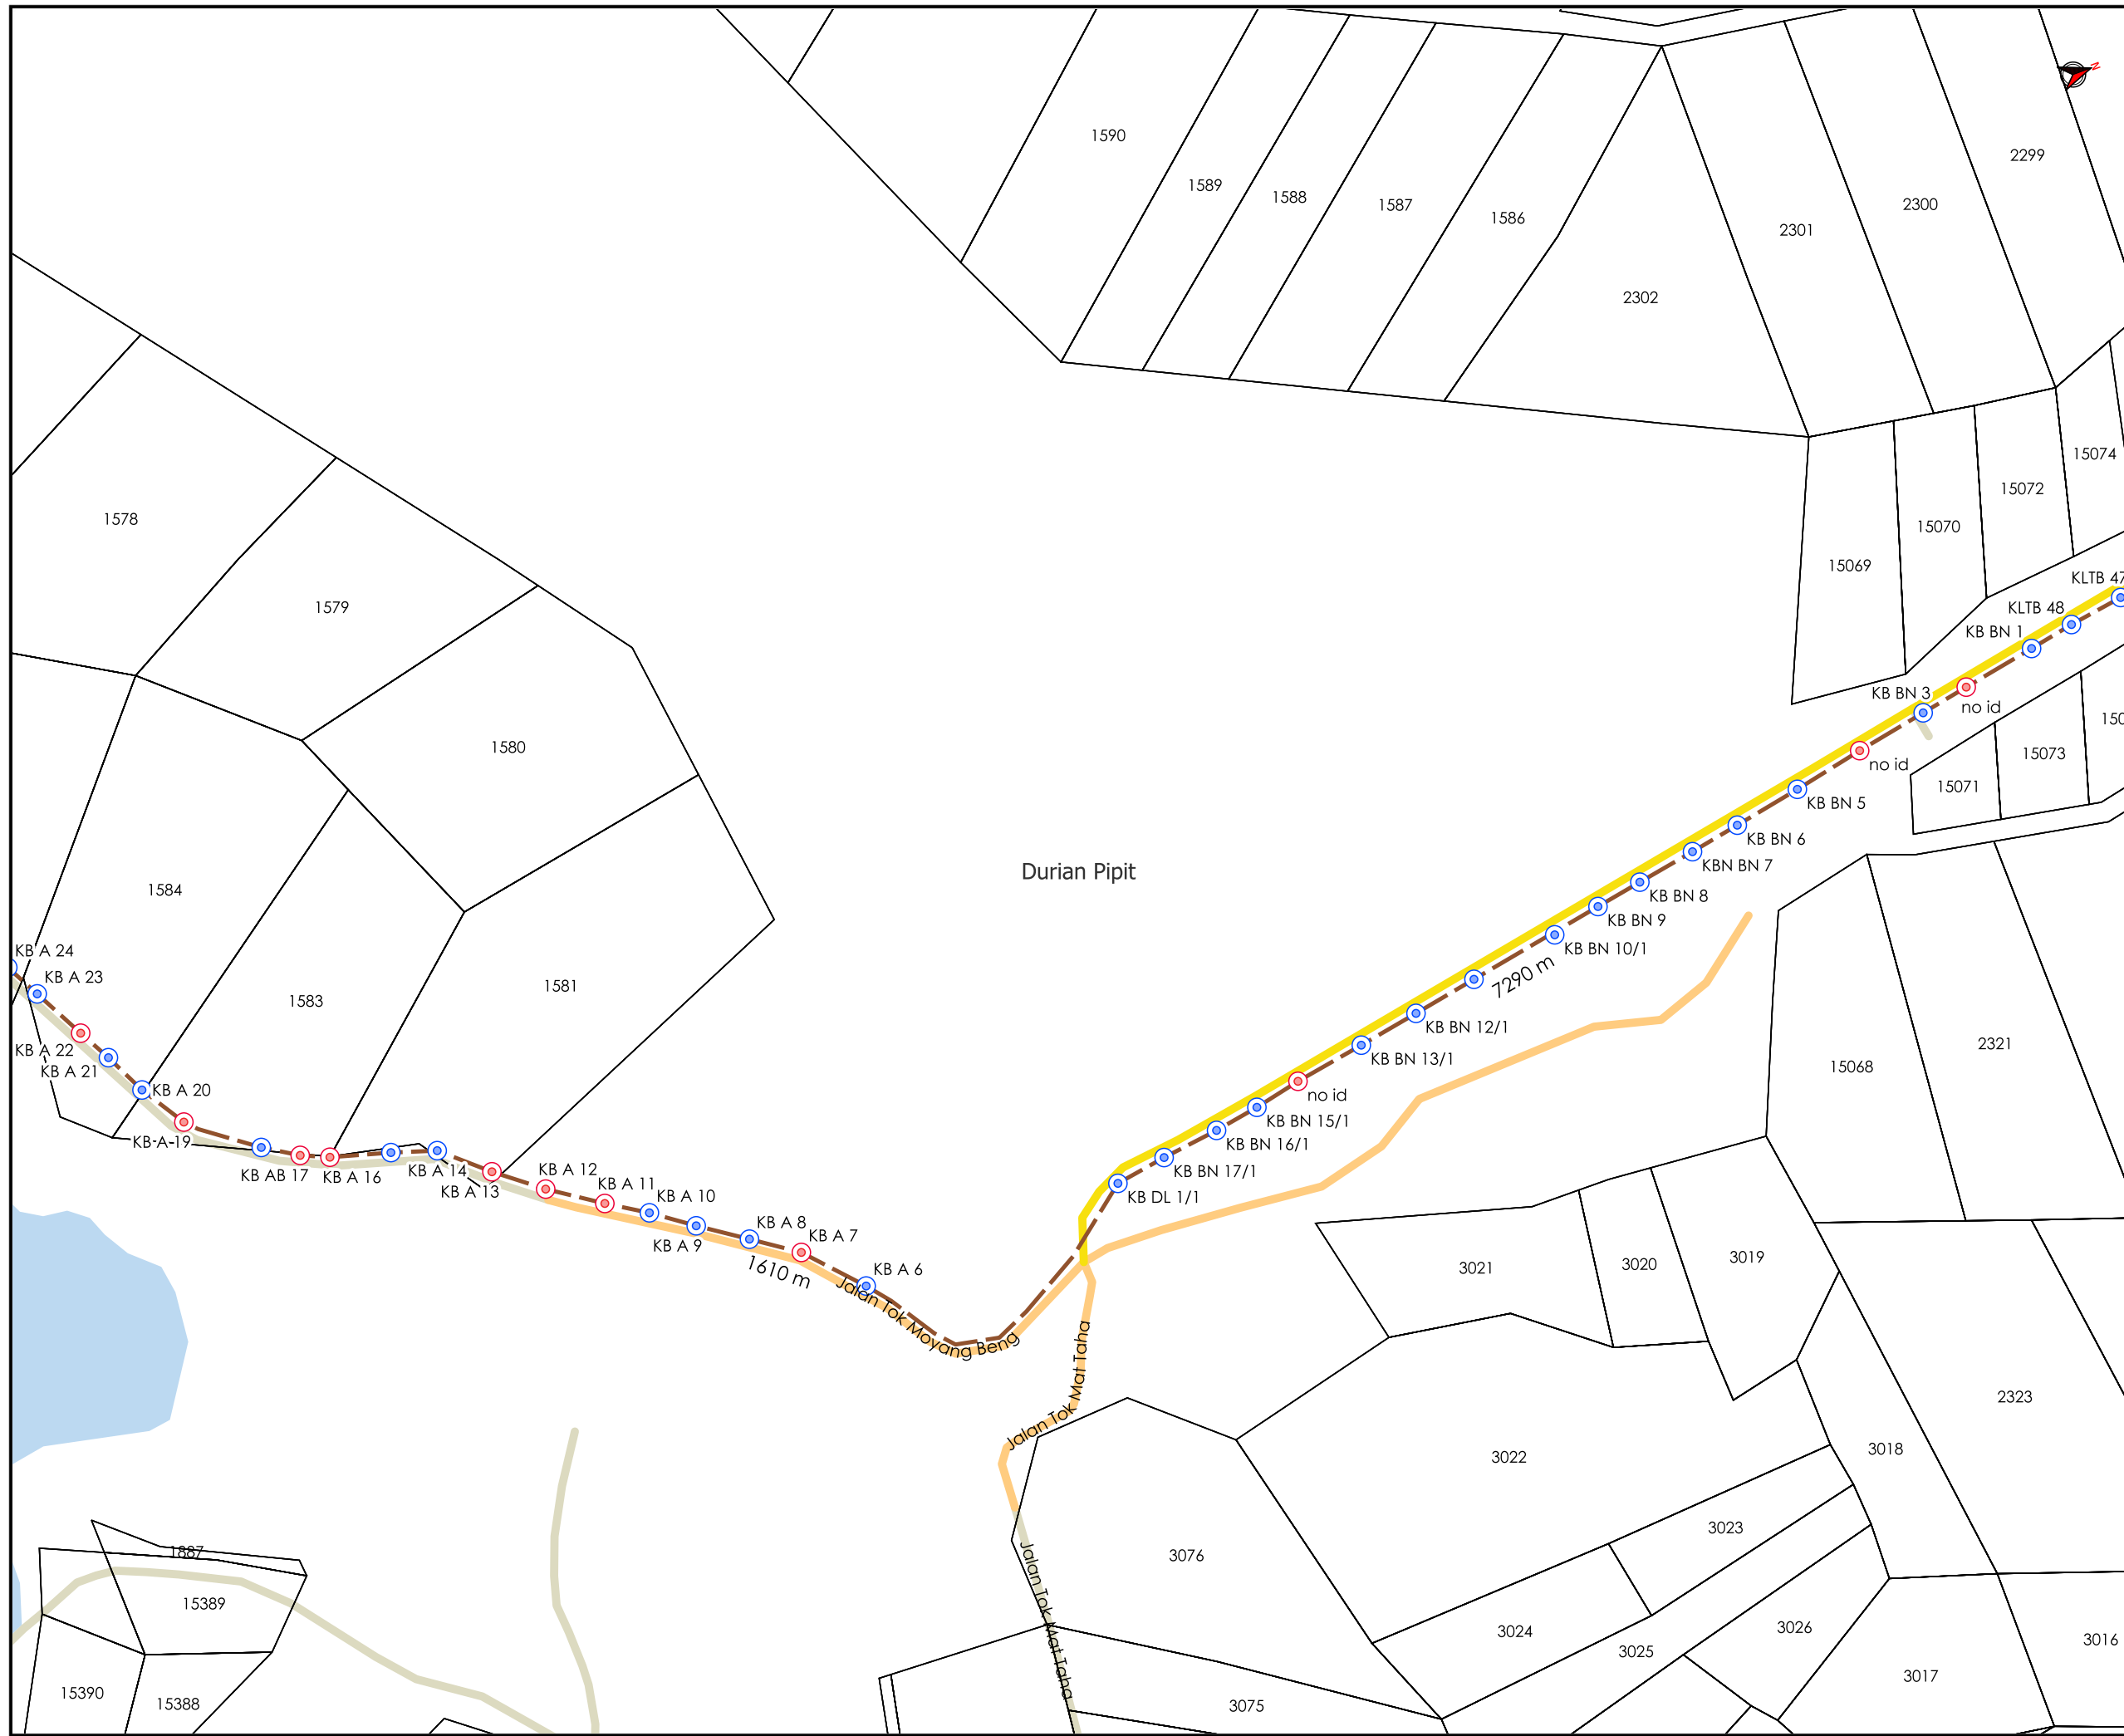 N
1590
2299
1589
1588
1587
2300
1586
2301
2302
15074
15072
1578
15070
15069
KLTB 47
1579
KLTB 48
KB BN 1
KB BN 3
no id
150
1580
15073
no id
15071
KB BN 5
KB BN 6
KBN BN 7
Durian Pipit
1584
KB BN 8
KB BN 9
KB A 24
KB BN 10/1
KB A 23
7290 m
1581
1583
KB BN 12/1
2321
KB A 22
KB BN 13/1
15068
KB A 21
KB A 20
no id
KB BN 15/1
KB-A-19
KB BN 16/1
KB AB 17
KB A 16
KB A 14
KB A 12
KB BN 17/1
KB A 13
KB A 11
KB DL 1/1
KB A 10
KB A 8
KB A 7
KB A 9
3019
3020
3021
1610 m
KB A 6
Jalan Tok Moyang Beng
Jalan Tok Mat Taha
2323
3018
3022
3023
1887
3076
15389
Jalan Tok Mat Taha
3024
3026
3016
3025
3017
15390
15388
3075